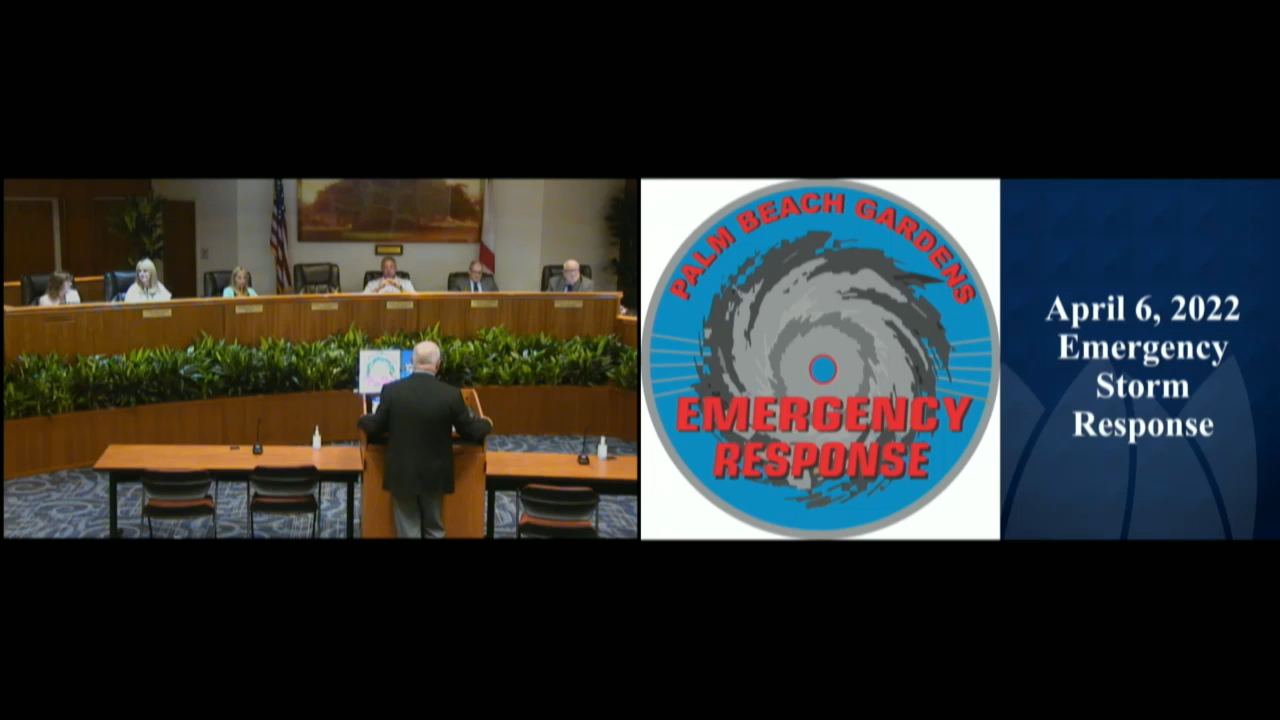 PALM BEACH GARDENS
EMERGENCY
RESPONSE
April 6, 2022
Emergency
Storm
Response